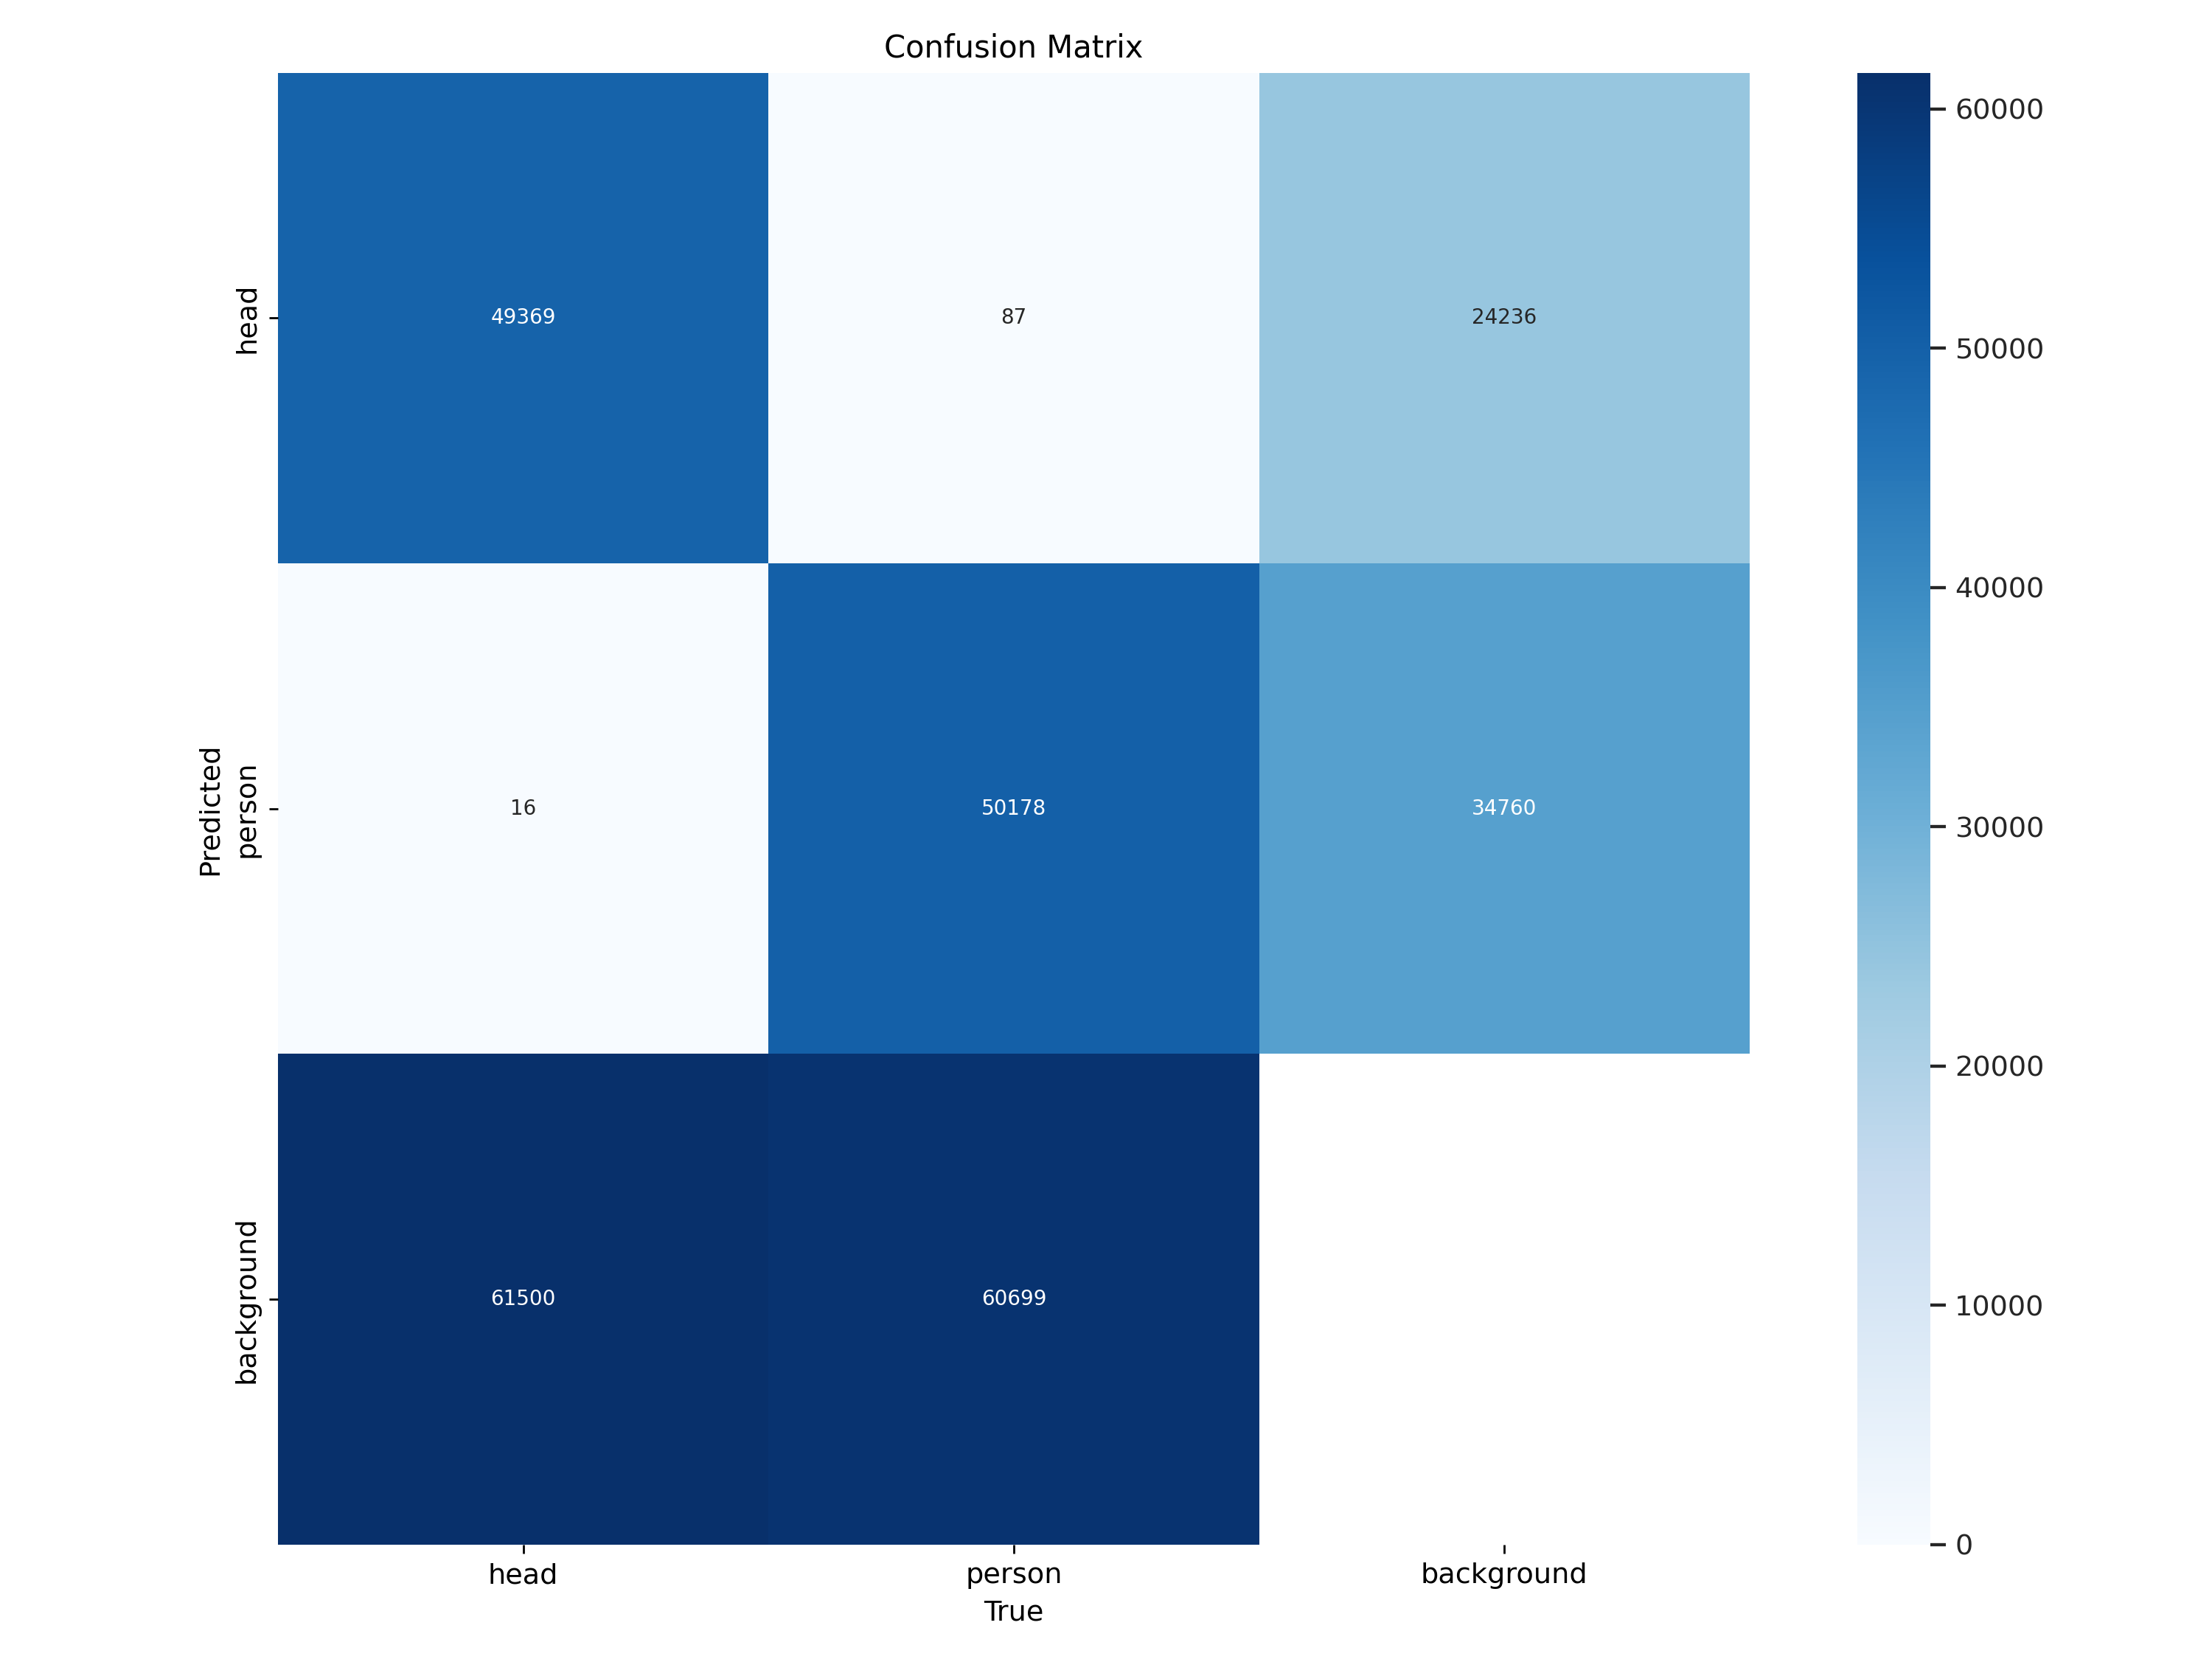 Confusion Matrix
head
49369
87
24236
Predicted
person
16
50178
34760
background
61500
60699
head
person
background
True
60000
50000
40000
30000
20000
10000
0